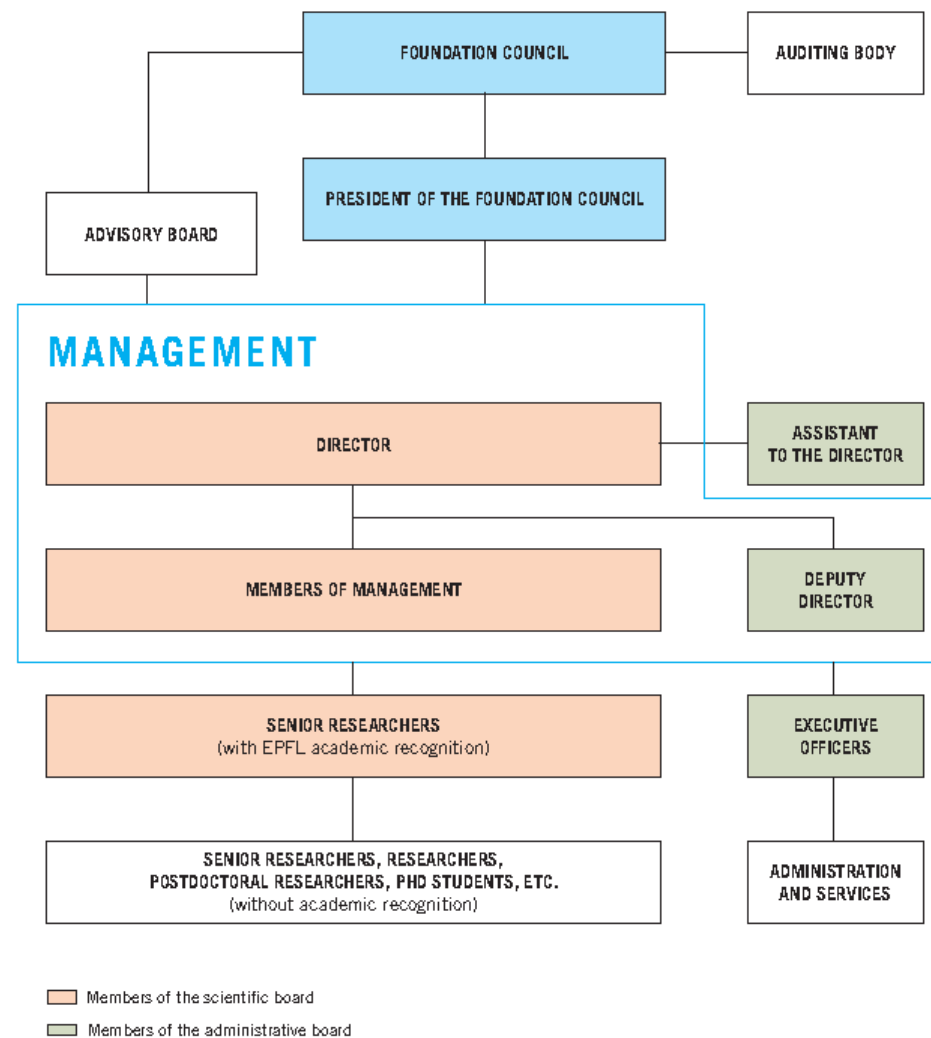 FOUNDATION COUNCIL
AUDITING BODY
PRESIDENT OF THE FOUNDATION COUNCIL
ADVISORY BOARD
MANAGEMENT
DIRECTOR
ASSISTANT
TO THE DIRECTOR
MEMBERS OF MANAGEMENT
DEPUTY
DIRECTOR
SENIOR RESEARCHERS
(with EPFL academic recognition)
EXECUTIVE
OFFICERS
SENIOR RESEARCHERS, RESEARCHERS,
POSTDOCTORAL RESEARCHERS, PHD STUDENTS, ETC.
(without academic recognition)
ADMINISTRATION
AND SERVICES
Members of the scientific board
Members of the administrative board